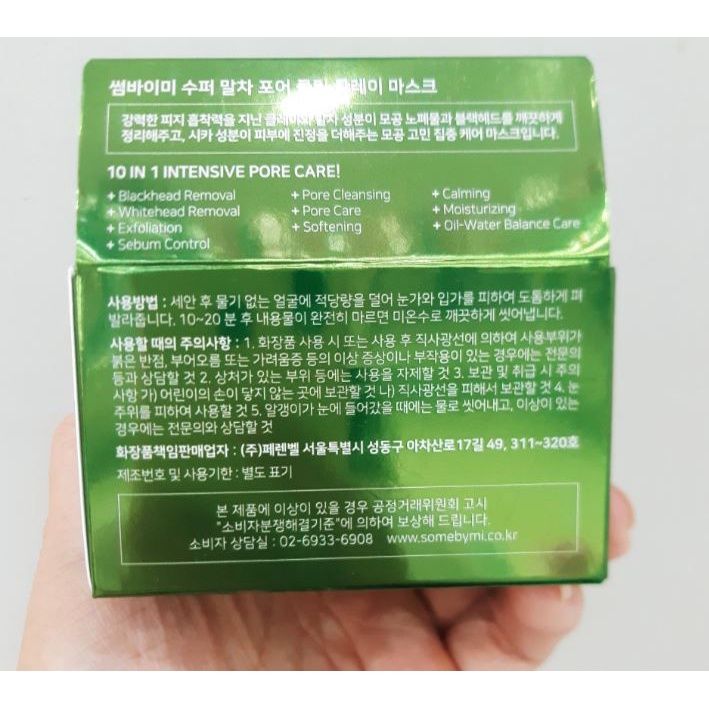 썸바이미 수퍼 말차 포어 클레이 마스크
강력한 피지 흡착력을 지닌 클레이와 말차 성분이 모공 노폐물과 블랙헤드를 깨끗하게
정리해주고, 시카 성분이 피부에 진정을 더해주는 모공 고민 집중 케어 마스크입니다.
10 IN 1 INTENSIVE PORE CARE!
+ Blackhead Removal + Pore Cleansing + Calming
+ Whitehead Removal + Pore Care + Moisturizing
+ Exfoliation + Softening + Oil-Water Balance Care
+ Sebum Control
사용방법 : 세안 후 물기 없는 얼굴에 적당량을 덜어 눈가와 입가를 피하여 도톰하게 펴
발라줍니다. 10~20 분 후 내용물이 완전히 마르면 미온수로 깨끗하게 씻어냅니다.
사용할 때의 주의사항 : 1. 화장품 사용 시 또는 사용 후 직사광선에 의하여 사용부위가
붉은 반점, 부어오름 또는 가려움증 등의 이상 증상이나 부작용이 있는 경우에는 전문의
등과 상담할 것 2. 상처가 있는 부위 등에는 사용을 자제할 것 3. 보관 및 취급 시 주의
사항 가) 어린이의 손이 닿지 않는 곳에 보관할 것 나) 직사광선을 피해서 보관할 것 4. 눈
주위를 피하여 사용할 것 5. 알갱이가 눈에 들어갔을 때에는 물로 씻어내고, 이상이 있는
경우에는 전문의와 상담할 것
화장품책임판매업자 : (주)페렌벨 서울특별시 성동구 아차산로17길 49, 311~320호
제조번호 및 사용기한 : 별도 표기
본 제품에 이상이 있을 경우 공정거래위원회 고시
"소비자분쟁해결기준"에 의하여 보상해 드립니다.
소비자 상담실 : 02-6933-6908 www.somebymi.co.kr